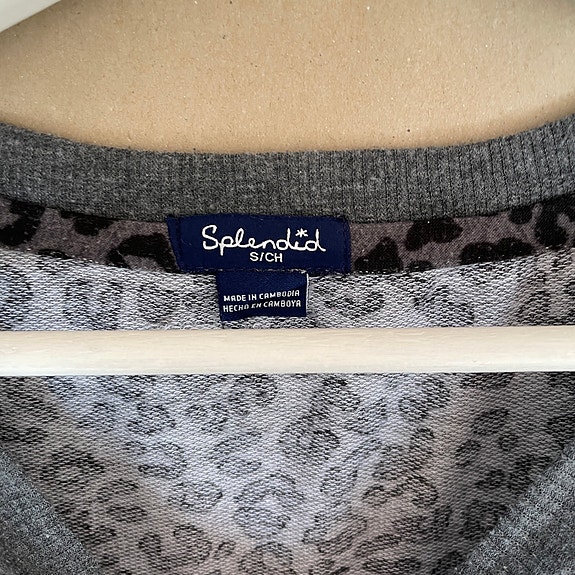 Splendid
S/CH
MADE IN CAMBODIA
HECHO EN CAMBOYA